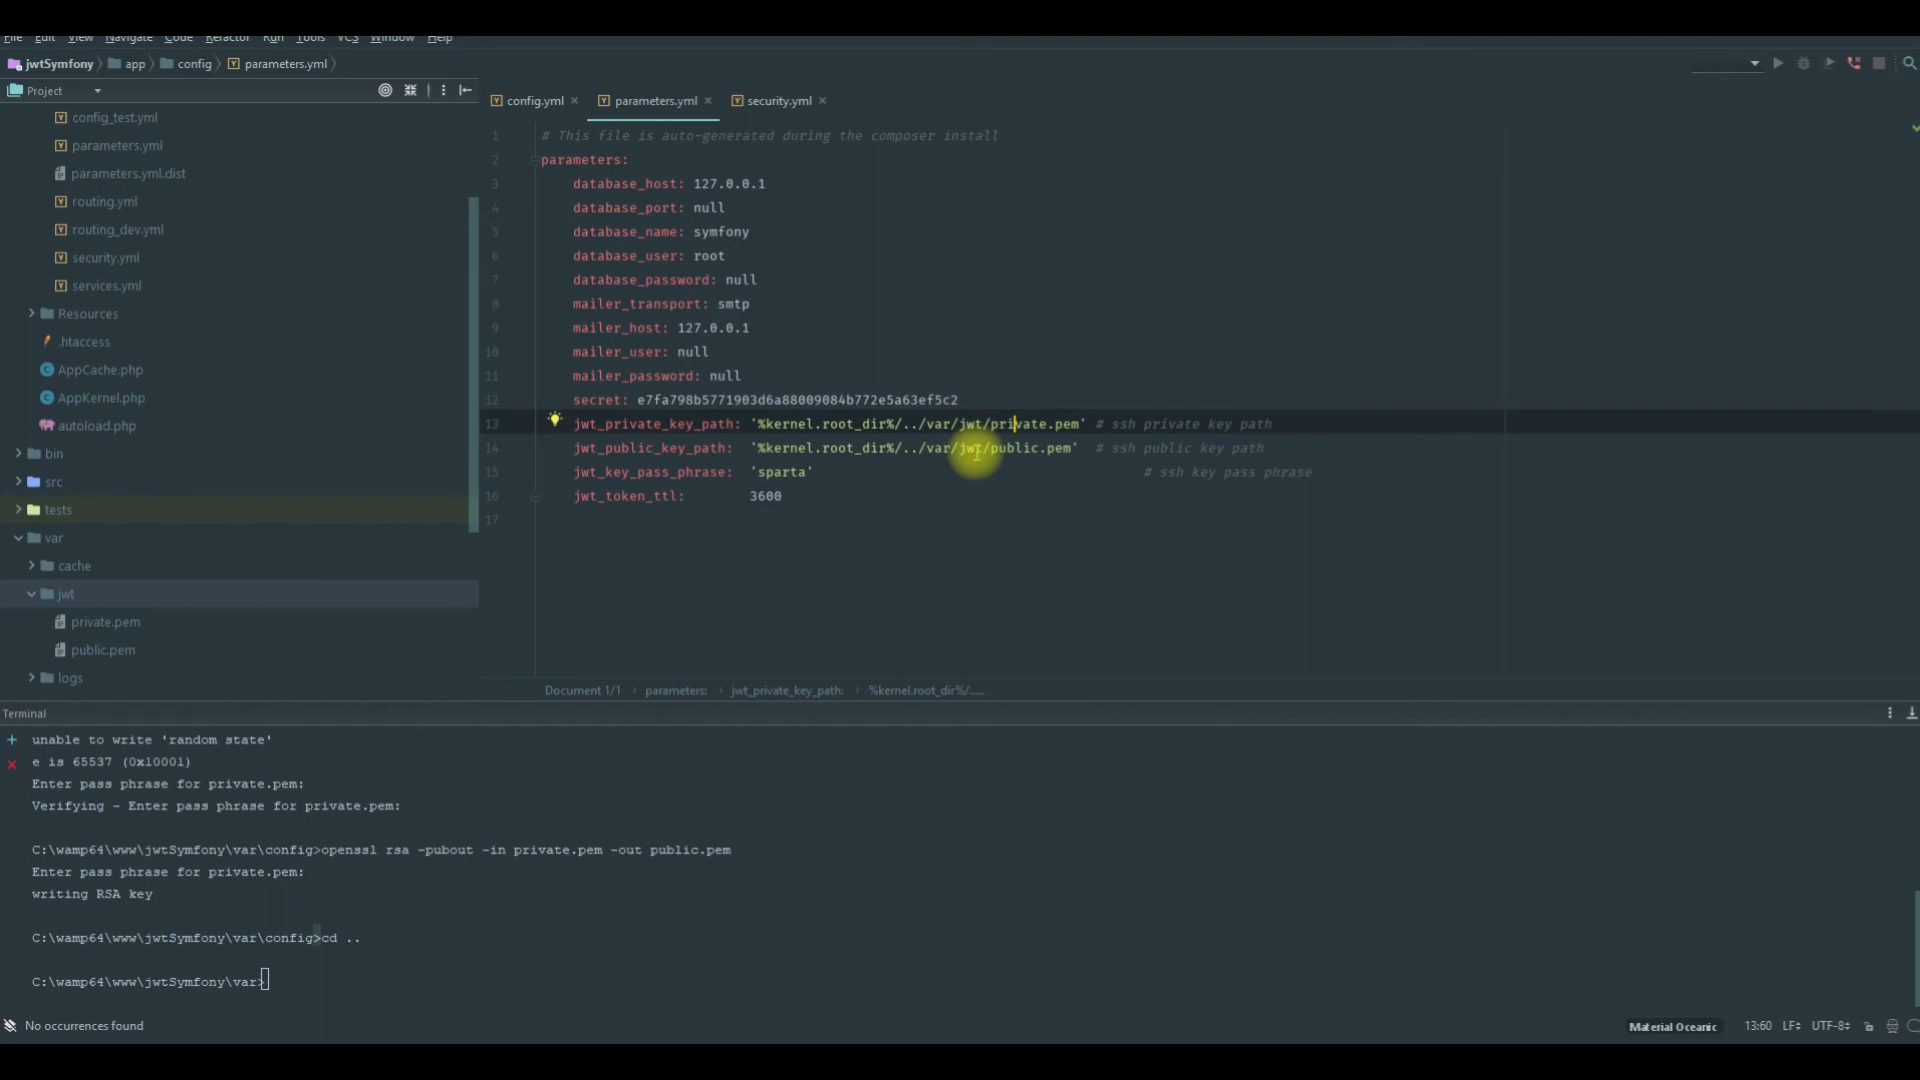 File Edit View Navigate Code Refactor Run Tools VCS Window Help
jwtSymfony app config parameters.yml
Project
config.yml parameters.yml security.yml
config_test.yml
parameters.yml
parameters.yml.dist
routing.yml
routing_dev.yml
security.yml
services.yml
Resources
.htaccess
AppCache.php
AppKernel.php
autoload.php
bin
src
tests
var
cache
jwt
private.pem
public.pem
logs
1 # This file is auto-generated during the composer install
2 parameters:
3 database_host: 127.0.0.1
4 database_port: null
5 database_name: symfony
6 database_user: root
7 database_password: null
8 mailer_transport: smtp
9 mailer_host: 127.0.0.1
10 mailer_user: null
11 mailer_password: null
12 secret: e7fa798b5771903d6a88009084b772e5a63ef5c2
13 jwt_private_key_path: '%kernel.root_dir%/../var/jwt/private.pem' # ssh private key path
14 jwt_public_key_path: '%kernel.root_dir%/../var/jwt/public.pem' # ssh public key path
15 jwt_key_pass_phrase: 'sparta' # ssh key pass phrase
16 jwt_token_ttl: 3600
17
Document 1/1 › parameters: › jwt_private_key_path: › %kernel.root_dir%/.....
Terminal
unable to write 'random state'
e is 65537 (0x10001)
Enter pass phrase for private.pem:
Verifying - Enter pass phrase for private.pem:
C:\wamp64\www\jwtSymfony\var\config>openssl rsa -pubout -in private.pem -out public.pem
Enter pass phrase for private.pem:
writing RSA key
C:\wamp64\www\jwtSymfony\var\config>cd ..
C:\wamp64\www\jwtSymfony\var>
No occurrences found
Material Oceanic 13:60 LF UTF-8